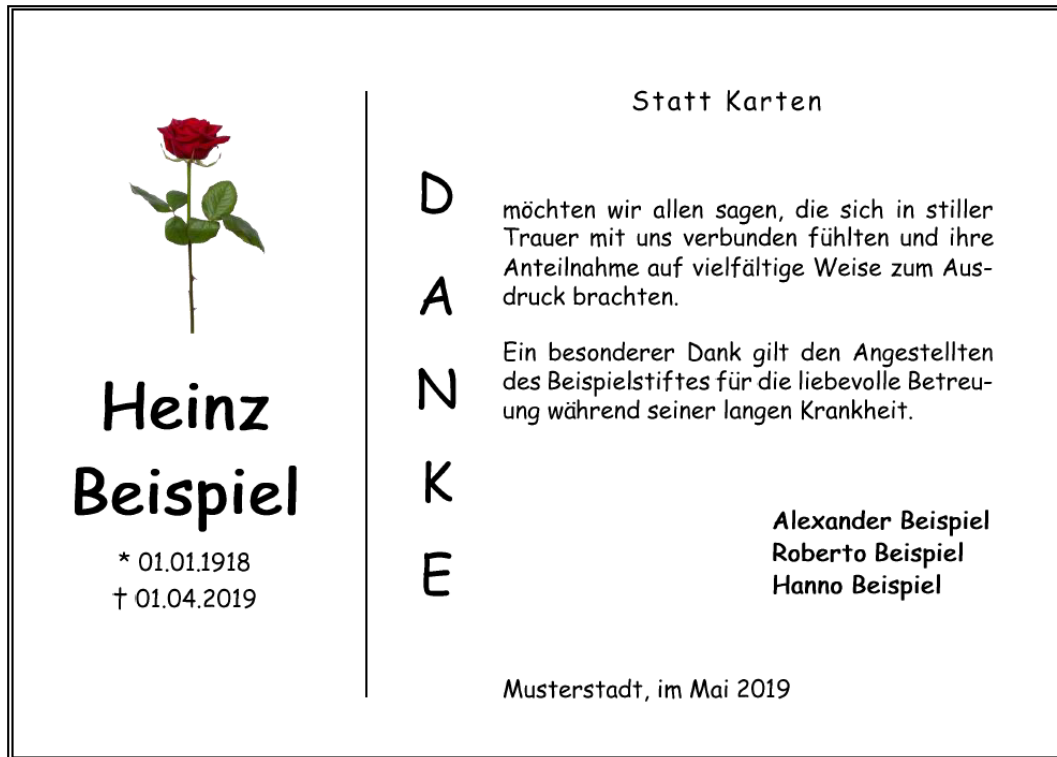 Heinz
Beispiel
* 01.01.1918
† 01.04.2019
Statt Karten
DANKE
möchten wir allen sagen, die sich in stiller
Trauer mit uns verbunden fühlten und ihre
Anteilnahme auf vielfältige Weise zum Aus-
druck brachten.
Ein besonderer Dank gilt den Angestellten
des Beispielstiftes für die liebevolle Betreu-
ung während seiner langen Krankheit.
Alexander Beispiel
Roberto Beispiel
Hanno Beispiel
Musterstadt, im Mai 2019